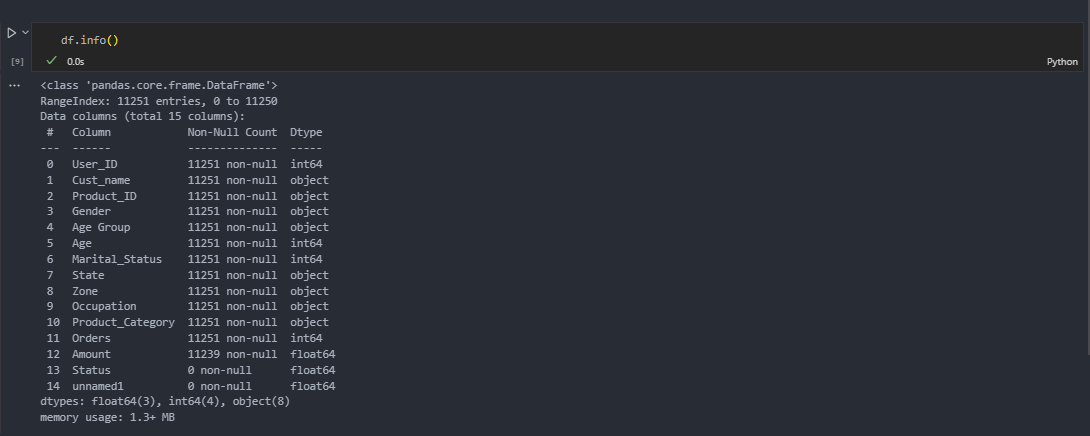 df.info()
[9]
0.0s
Python
...
<class 'pandas.core.frame.DataFrame'>
RangeIndex: 11251 entries, 0 to 11250
Data columns (total 15 columns):
 #   Column            Non-Null Count  Dtype
---  ------            --------------  -----
 0   User_ID           11251 non-null  int64
 1   Cust_name         11251 non-null  object
 2   Product_ID        11251 non-null  object
 3   Gender            11251 non-null  object
 4   Age Group         11251 non-null  object
 5   Age               11251 non-null  int64
 6   Marital_Status    11251 non-null  int64
 7   State             11251 non-null  object
 8   Zone              11251 non-null  object
 9   Occupation        11251 non-null  object
 10  Product_Category  11251 non-null  object
 11  Orders            11251 non-null  int64
 12  Amount            11239 non-null  float64
 13  Status            0 non-null      float64
 14  unnamed1          0 non-null      float64
dtypes: float64(3), int64(4), object(8)
memory usage: 1.3+ MB